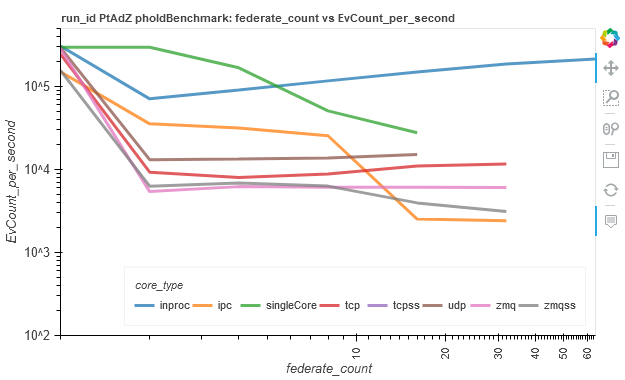 run_id PtAdZ pholdBenchmark: federate_count vs EvCount_per_second
EvCount_per_second
10^5
10^4
10^3
10^2
core_type
inproc ipc singleCore tcp tcpss udp zmq zmqss
10 20 30 40 50 60
federate_count